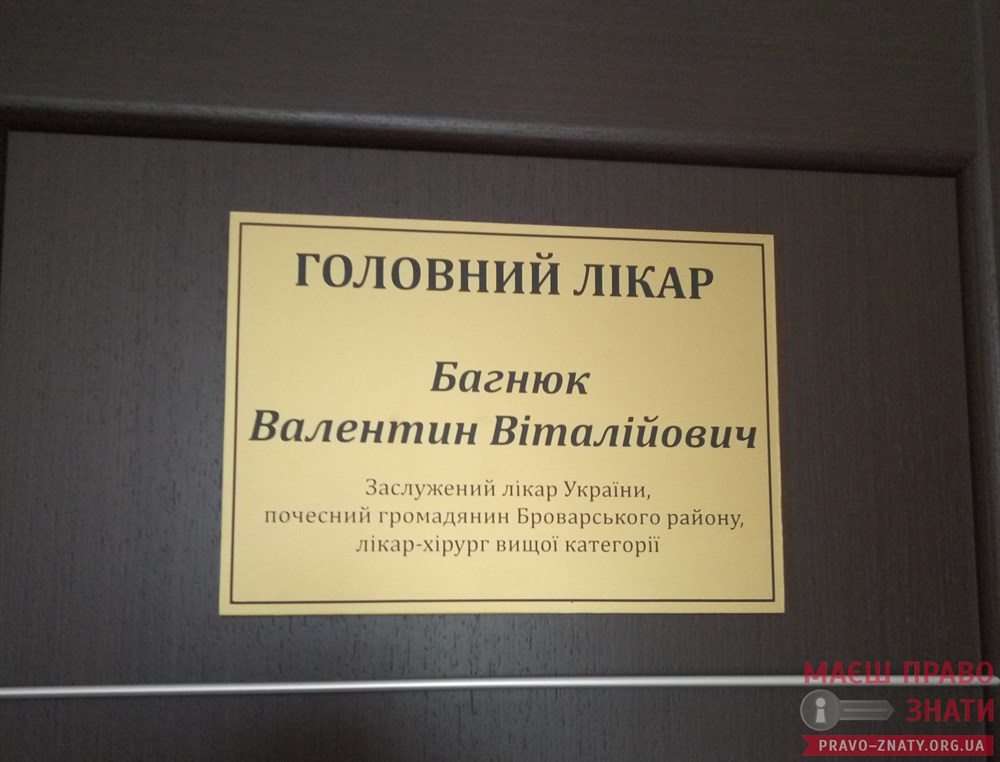 ГОЛОВНИЙ ЛІКАР
Багнюк
Валентин Віталійович
Заслужений лікар України,
почесний громадянин Броварського району,
лікар-хірург вищої категорії
МАЄШ ПРАВО
ЗНАТИ
PRAVO-ZNATY.ORG.UA